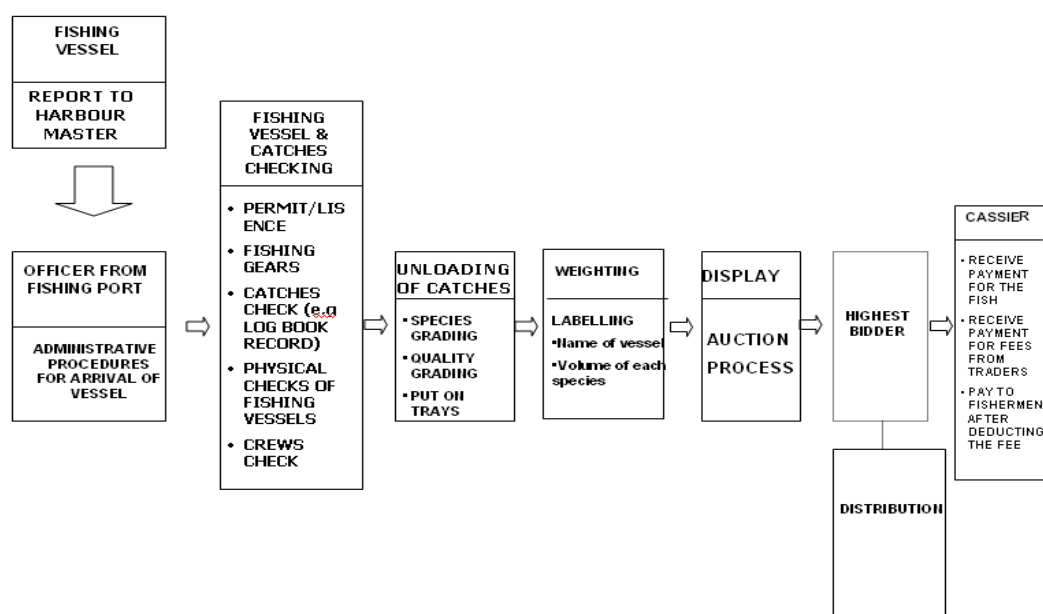 FISHING
VESSEL
REPORT TO
HARBOUR
MASTER
OFFICER FROM
FISHING PORT
ADMINISTRATIVE
PROCEDURES
FOR ARRIVAL OF
VESSEL
FISHING
VESSEL &
CATCHES
CHECKING
• PERMIT/LIS
ENCE
• FISHING
GEARS
• CATCHES
CHECK (e.g
LOG BOOK
RECORD)
• PHYSICAL
CHECKS OF
FISHING
VESSELS
• CREWS
CHECK
UNLOADING
OF CATCHES
•SPECIES
GRADING
•QUALITY
GRADING
•PUT ON
TRAYS
WEIGHTING
LABELLING
•Name of vessel
•Volume of each
species
DISPLAY
AUCTION
PROCESS
HIGHEST
BIDDER
DISTRIBUTION
CASSIER
•RECEIVE
PAYMENT
FOR THE
FISH
•RECEIVE
PAYMENT
FOR FEES
FROM
TRADERS
•PAY TO
FISHERMEN
AFTER
DEDUCTING
THE FEE